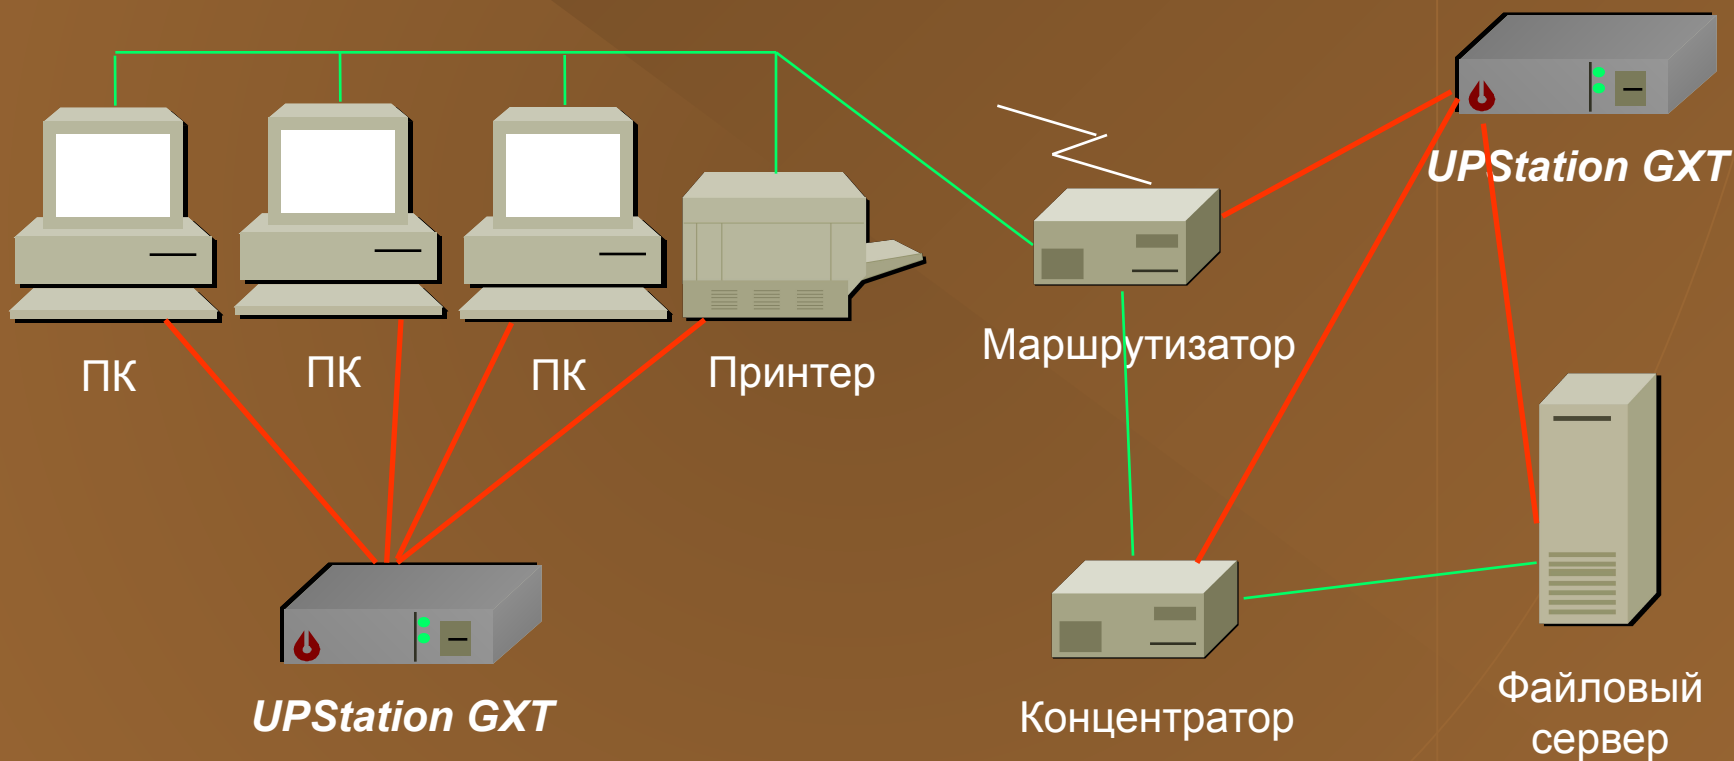 UPStation GXT
Маршрутизатор
ПК
ПК
ПК
Принтер
UPStation GXT
Концентратор
Файловый
сервер